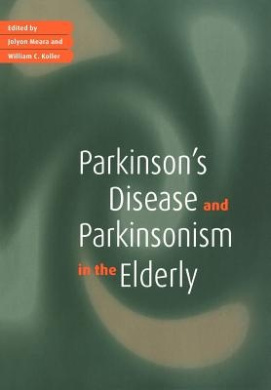 Edited by
Jolyon Meara and
William C. Koller
Parkinson's
Disease and
Parkinsonism
in the Elderly